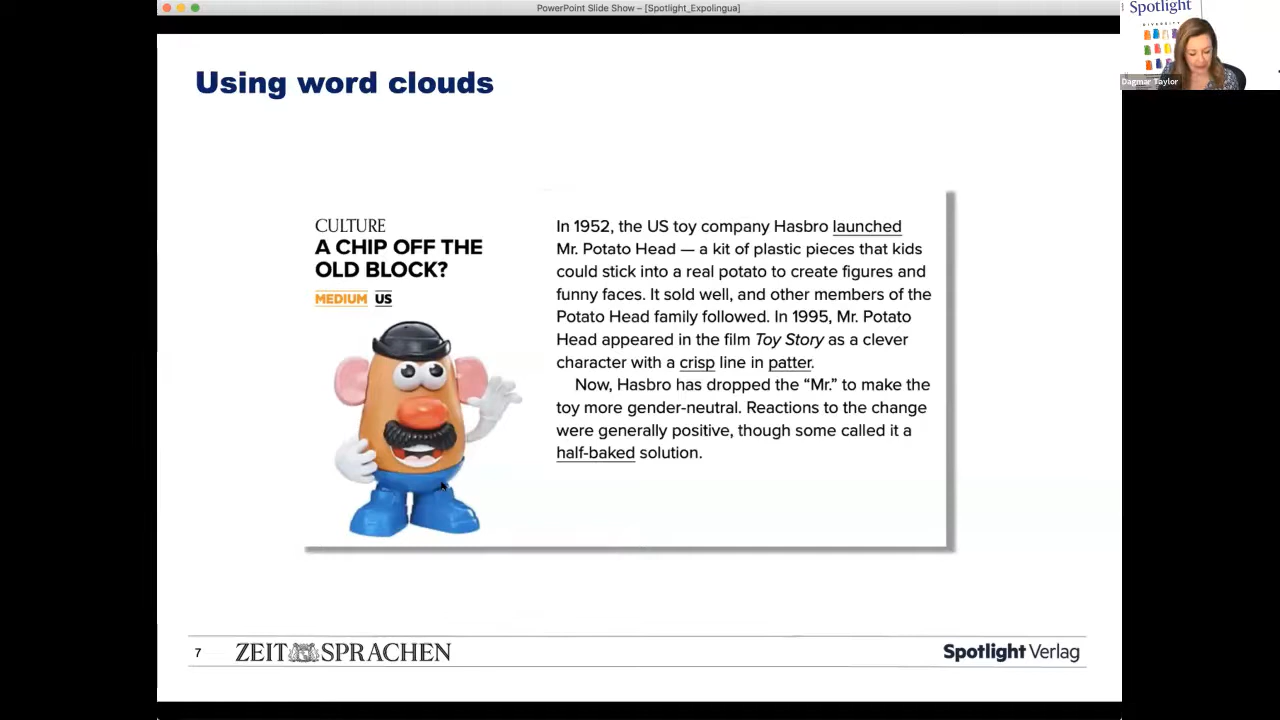 PowerPoint Slide Show – [Spotlight_Expolingua]
Spotlight
DIVERSITY
Dagmar Taylor
Using word clouds
CULTURE
A CHIP OFF THE
OLD BLOCK?
MEDIUM US
In 1952, the US toy company Hasbro launched
Mr. Potato Head — a kit of plastic pieces that kids
could stick into a real potato to create figures and
funny faces. It sold well, and other members of the
Potato Head family followed. In 1995, Mr. Potato
Head appeared in the film Toy Story as a clever
character with a crisp line in patter.
Now, Hasbro has dropped the “Mr.” to make the
toy more gender-neutral. Reactions to the change
were generally positive, though some called it a
half-baked solution.
7 ZEIT SPRACHEN
Spotlight Verlag